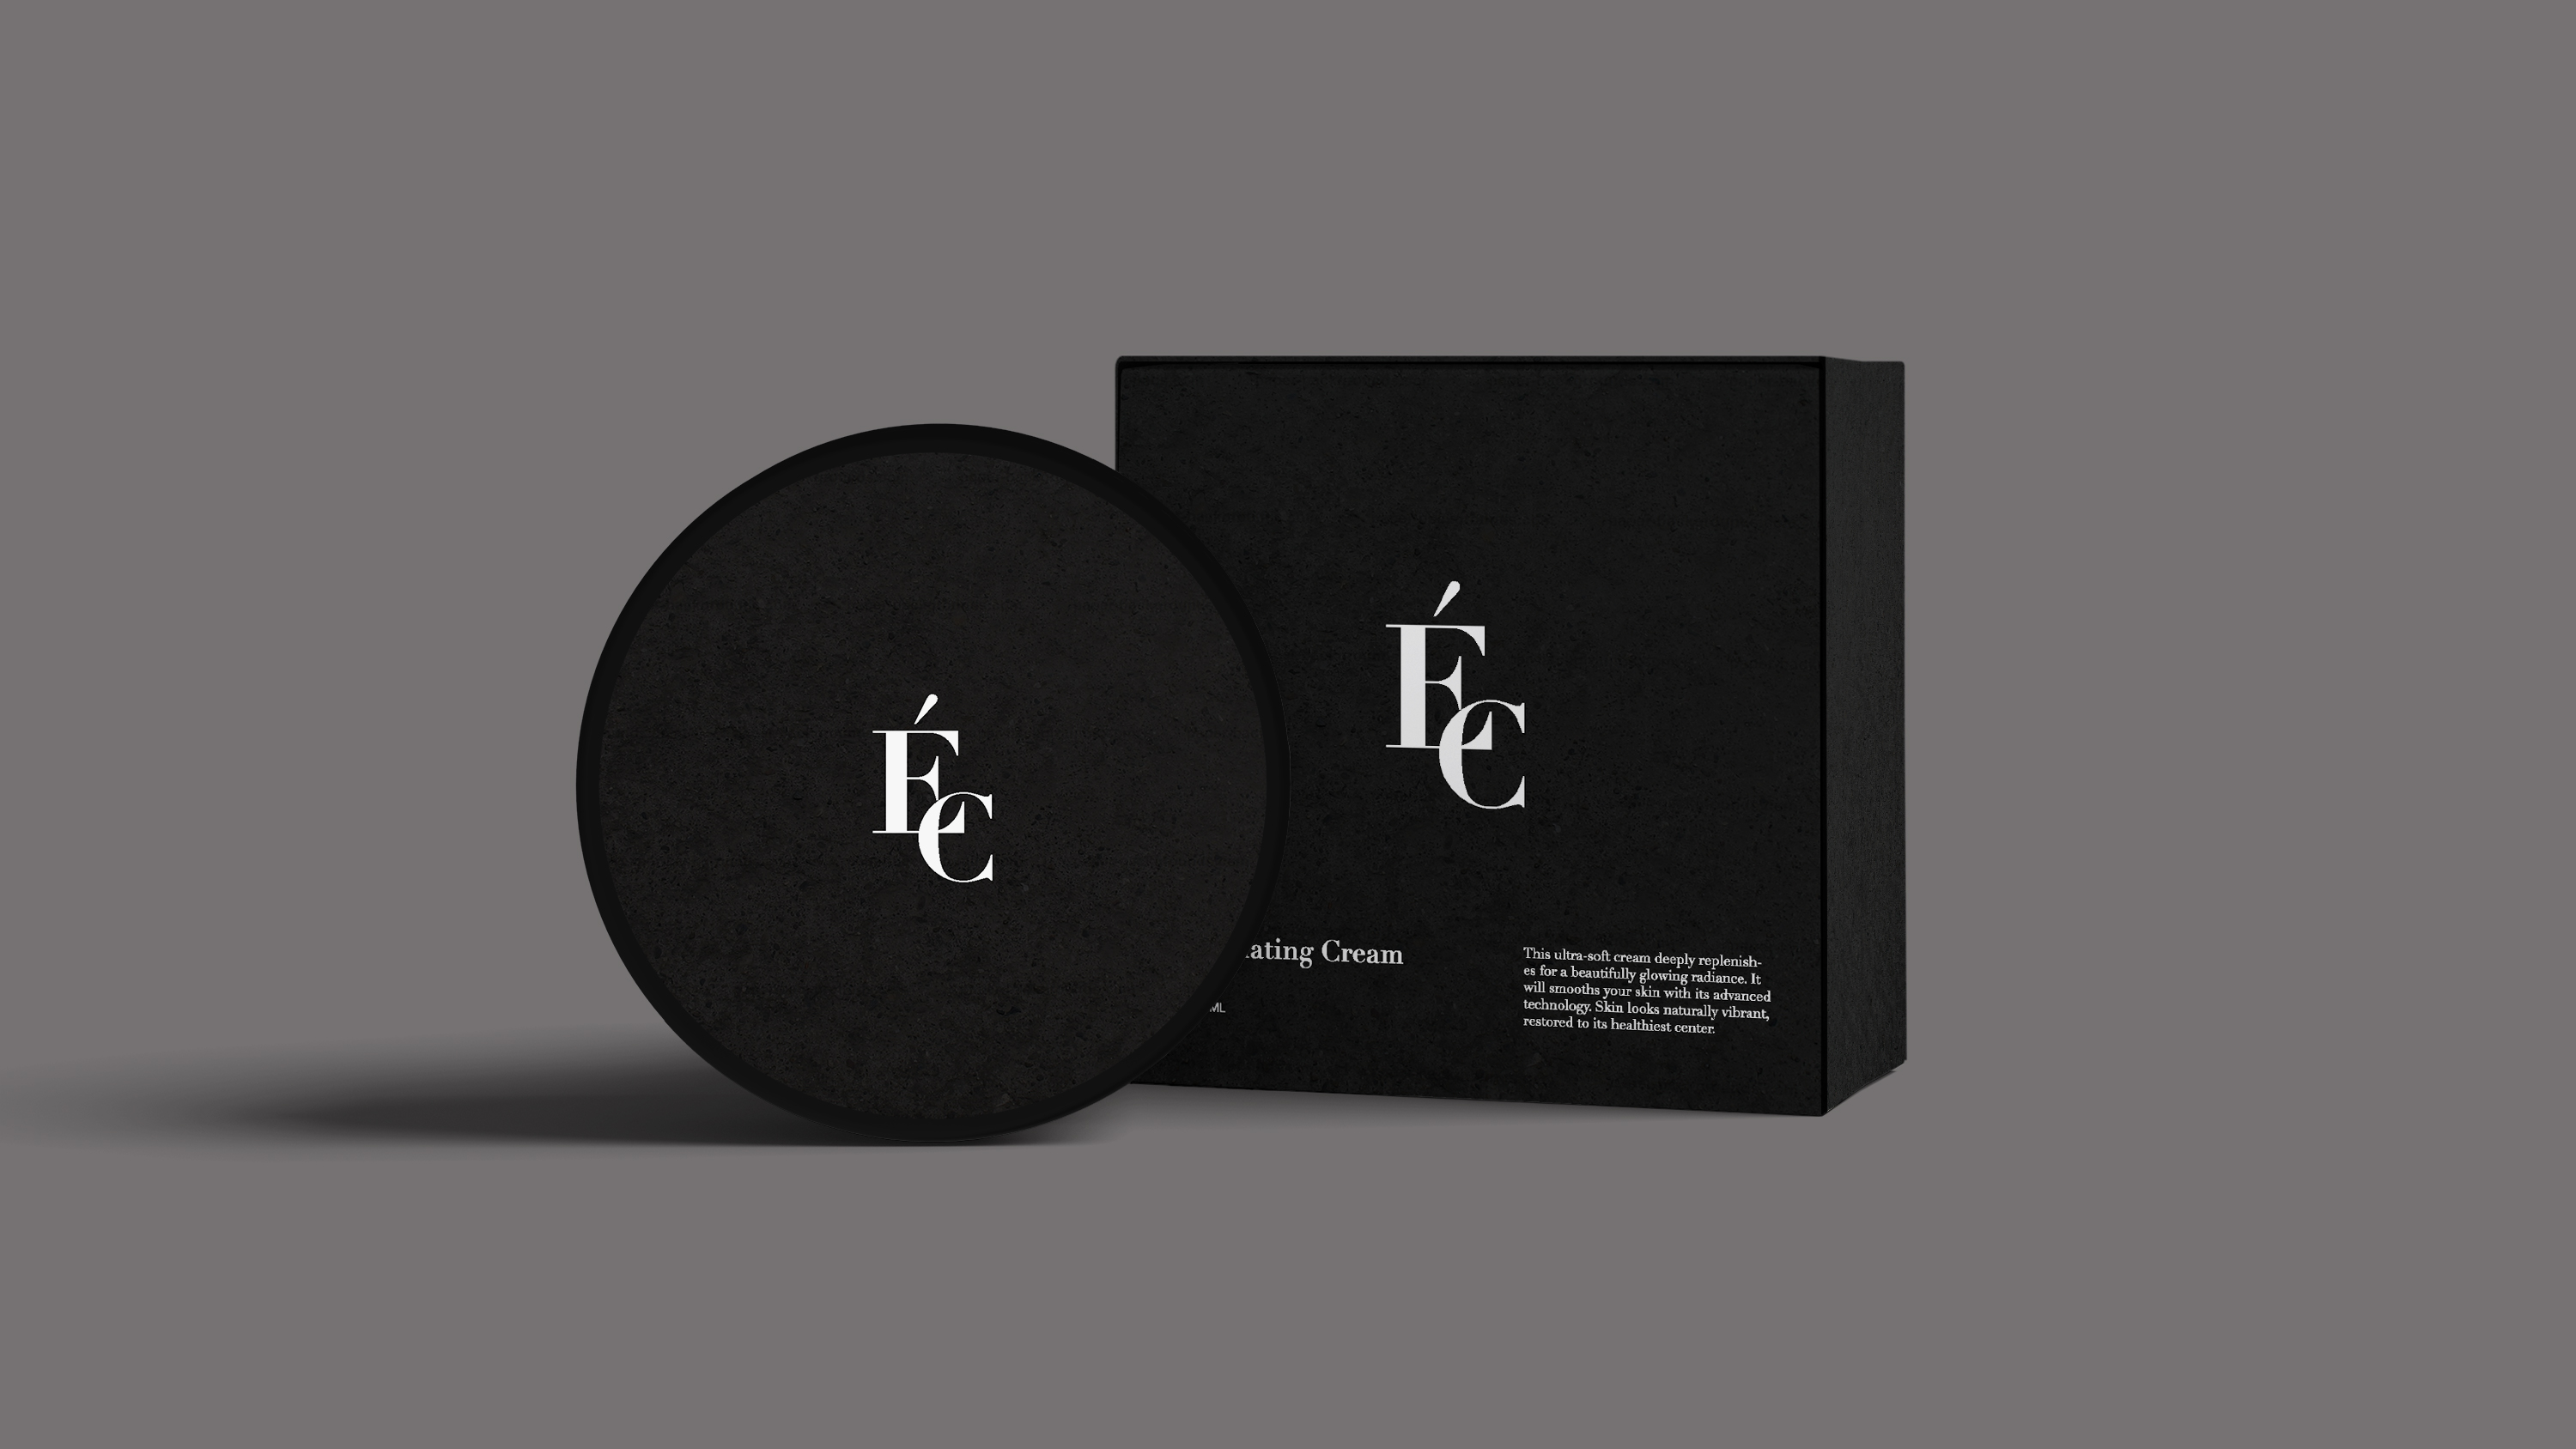 ÉC
ÉC
Cream
ML
This ultra-soft cream deeply replenish-
es for a beautifully glowing radiance. It
will smooths your skin with its advanced
technology. Skin looks naturally vibrant,
restored to its healthiest center.